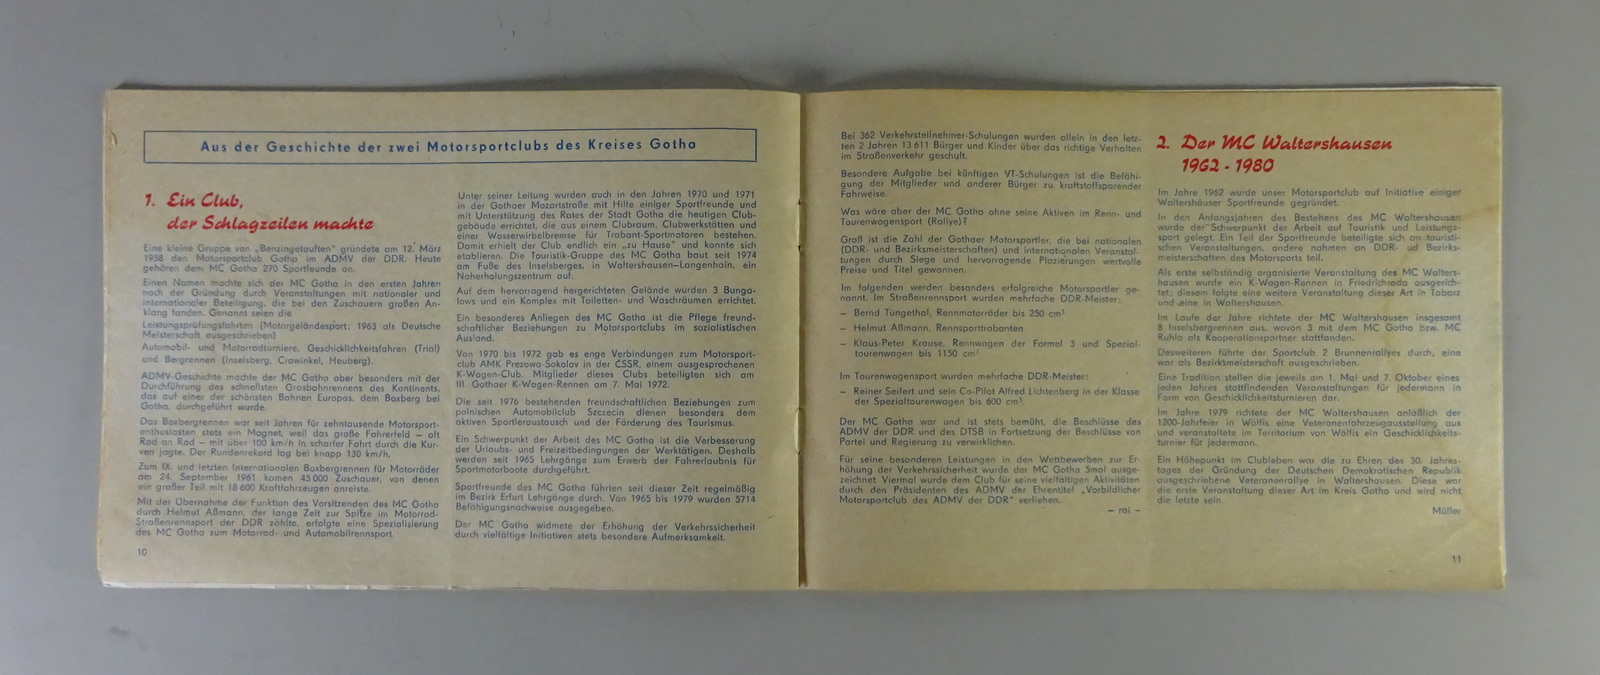 Aus der Geschichte der zwei Motorsportclubs des Kreises Gotha
1. Ein Club,
der Schlagzeilen machte
Eine kleine Gruppe von „Benzingetauften" gründete am 12. März
1958 den Motorsportclub Gotha im ADMV der DDR. Heute
gehören dem MC Gotha 270 Sportfeunde an.
Einen Namen machte sich der MC Gotha in den ersten Jahren
nach der Gründung durch Veranstaltungen mit nationaler und
internationaler Beteiligung, die bei den Zuschauern großen An-
klang fanden. Genannt seien die
Leistungsprüfungsfahrten (Motorgeländesport; 1963 als Deutsche
Meisterschaft ausgeschrieben)
Automobil- und Motorradturniere, Geschicklichkeitsfahren (Trial)
und Bergrennen (Inselsberg, Crawinkel, Heuberg).
ADMV-Geschichte machte der MC Gotha aber besonders mit der
Durchführung des schnellsten Grasbahnrennens des Kontinents,
das auf einer der schönsten Bahnen Europas, dem Boxberg bei
Gotha, durchgeführt wurde.
Das Boxbergrennen war seit Jahren für zehntausende Motorsport-
enthusiasten stets ein Magnet, weil das große Fahrerfeld – oft
Rad an Rad – mit über 100 km/h in scharfer Fahrt durch die Kur-
ven jagte. Der Rundenrekord lag bei knapp 130 km/h.
Zum IX. und letzten Internationalen Boxbergrennen für Motorräder
am 24. September 1961 kamen 45 000 Zuschauer, von denen
ein großer Teil mit 18 600 Kraftfahrzeugen anreiste.
Mit der Übernahme der Funktion des Vorsitzenden des MC Gotha
durch Helmut Aßmann, der lange Zeit zur Spitze im Motorrad-
Straßenrennsport der DDR zählte, erfolgte eine Spezialisierung
des MC Gotha zum Motorrad- und Automobilrennsport.
10
Unter seiner Leitung wurden auch in den Jahren 1970 und 1971
in der Gothaer Mozartstraße mit Hilfe einiger Sportfreunde und
mit Unterstützung des Rates der Stadt Gotha die heutigen Club-
gebäude errichtet, die aus einem Clubraum, Clubwerkstätten und
einer Wasserwirbelbremse für Trabant-Sportmotoren bestehen.
Damit erhielt der Club endlich ein „zu Hause" und konnte sich
etablieren. Die Touristik-Gruppe des MC Gotha baut seit 1974
am Fuße des Inselsberges, in Waltershausen–Langenhain, ein
Naherholungszentrum auf.
Auf dem hervorragend hergerichteten Gelände wurden 3 Bunga-
lows und ein Komplex mit Toiletten- und Waschräumen errichtet.
Ein besonderes Anliegen des MC Gotha ist die Pflege freund-
schaftlicher Beziehungen zu Motorsportclubs im sozialistischen
Ausland.
Von 1970 bis 1972 gab es enge Verbindungen zum Motorsport-
club AMK Prezowa-Sokolov in der CSSR, einem ausgesprochenen
K-Wagen-Club. Mitglieder dieses Clubs beteiligten sich am
III. Gothaer K-Wagen-Rennen am 7. Mai 1972.
Die seit 1976 bestehenden freundschaftlichen Beziehungen zum
polnischen Automobilclub Szczecin dienen besonders dem
aktiven Sportleraustausch und der Förderung des Tourismus.
Ein Schwerpunkt der Arbeit des MC Gotha ist die Verbesserung
der Urlaubs- und Freizeitbedingungen der Werktätigen. Deshalb
werden seit 1965 Lehrgänge zum Erwerb der Fahrerlaubnis für
Sportmotorboote durchgeführt.
Sportfreunde des MC Gotha führten seit dieser Zeit regelmäßig
im Bezirk Erfurt Lehrgänge durch. Von 1965 bis 1979 wurden 5714
Befähigungsnachweise ausgegeben.
Der MC Gotha widmete der Erhöhung der Verkehrssicherheit
durch vielfältige Initiativen stets besondere Aufmerksamkeit.
Bei 362 Verkehrsteilnehmer-Schulungen wurden allein in den letz-
ten 2 Jahren 13 611 Bürger und Kinder über das richtige Verhalten
im Straßenverkehr geschult.
Besondere Aufgabe bei künftigen VT-Schulungen ist die Befähi-
gung der Mitglieder und anderer Bürger zu kraftstoffsparender
Fahrweise.
Was wäre aber der MC Gotha ohne seine Aktiven im Renn- und
Tourenwagensport (Rallye)?
Groß ist die Zahl der Gothaer Motorsportler, die bei nationalen
(DDR- und Bezirksmeisterschaften) und internationalen Veranstal-
tungen durch Siege und hervorragende Plazierungen wertvolle
Preise und Titel gewannen.
Im folgenden werden besonders erfolgreiche Motorsportler ge-
nannt. Im Straßenrennsport wurden mehrfache DDR-Meister:
– Bernd Tüngethal, Rennmotorräder bis 250 cm³
– Helmut Aßmann, Rennsporttrabanten
– Klaus-Peter Krause, Rennwagen der Formel 3 und Spezial-
tourenwagen bis 1150 cm³
Im Tourenwagensport wurden mehrfache DDR-Meister:
– Reiner Seifert und sein Co-Pilot Alfred Lichtenberg in der Klasse
der Spezialtourenwagen bis 600 cm³.
Der MC Gotha war und ist stets bemüht, die Beschlüsse des
ADMV der DDR und des DTSB in Fortsetzung der Beschlüsse von
Partei und Regierung zu verwirklichen.
Für seine besonderen Leistungen in den Wettbewerben zur Er-
höhung der Verkehrssicherheit wurde der MC Gotha 5mal ausge-
zeichnet. Viermal wurde dem Club für seine vielfältigen Aktivitäten
durch den Präsidenten des ADMV der Ehrentitel „Vorbildlicher
Motorsportclub des ADMV der DDR" verliehen.
– rai –
2. Der MC Waltershausen
1962 - 1980
Im Jahre 1962 wurde unser Motorsportclub auf Initiative einiger
Waltershäuser Sportfreunde gegründet.
In den Anfangsjahren des Bestehens des MC Waltershausen
wurde der Schwerpunkt der Arbeit auf Touristik und Leistungs-
sport gelegt. Ein Teil der Sportfreunde beteiligte sich an touristi-
schen Veranstaltungen, andere nahmen an DDR- und Bezirks-
meisterschaften des Motorsports teil.
Als erste selbständig organisierte Veranstaltung des MC Walters-
hausen wurde ein K-Wagen-Rennen in Friedrichroda ausgerich-
tet; diesem folgte eine weitere Veranstaltung dieser Art in Tabarz
und eine in Waltershausen.
Im Laufe der Jahre richtete der MC Waltershausen insgesamt
8 Inselsbergrennen aus, wovon 3 mit dem MC Gotha bzw. MC
Ruhla als Kooperationspartner stattfanden.
Desweiteren führte der Sportclub 2 Brunnenrallyes durch, eine
war als Bezirksmeisterschaft ausgeschrieben.
Eine Tradition stellen die jeweils am 1. Mai und 7. Oktober eines
jeden Jahres stattfindenden Veranstaltungen für jedermann in
Form von Geschicklichkeitsturnieren dar.
Im Jahre 1979 richtete der MC Waltershausen anläßlich der
1200-Jahrfeier in Wölfis eine Veteranenfahrzeugausstellung aus
und veranstaltete im Territorium von Wölfis ein Geschicklichkeits-
turnier für jedermann.
Ein Höhepunkt im Clubleben war die zu Ehren des 30. Jahres-
tages der Gründung der Deutschen Demokratischen Republik
ausgeschriebene Veteranenrallye in Waltershausen. Diese war
die erste Veranstaltung dieser Art im Kreis Gotha und wird nicht
die letzte sein.
Müller
11